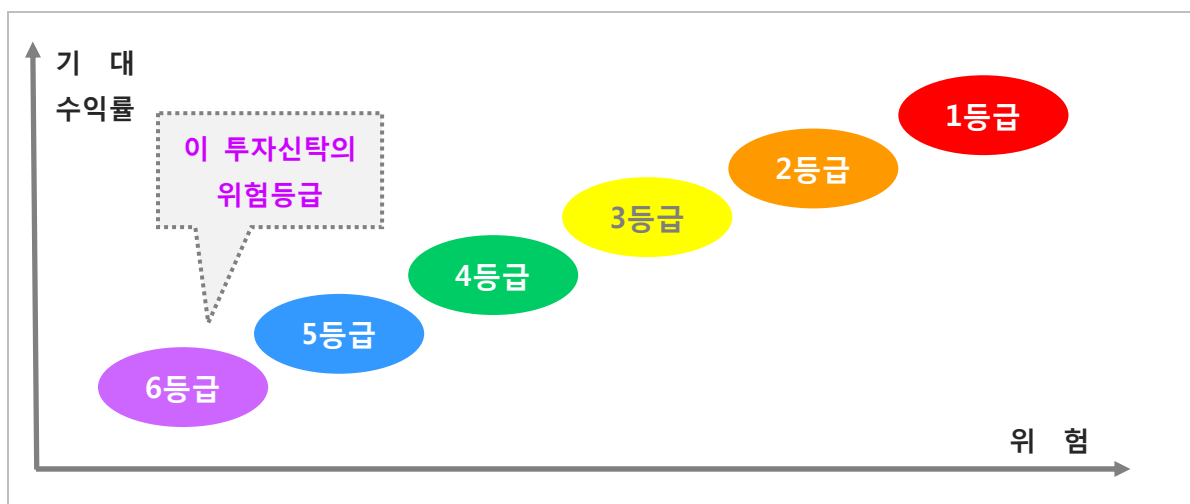 기 대
수익률
이 투자신탁의
위험등급
1등급
2등급
3등급
4등급
5등급
6등급
위 험